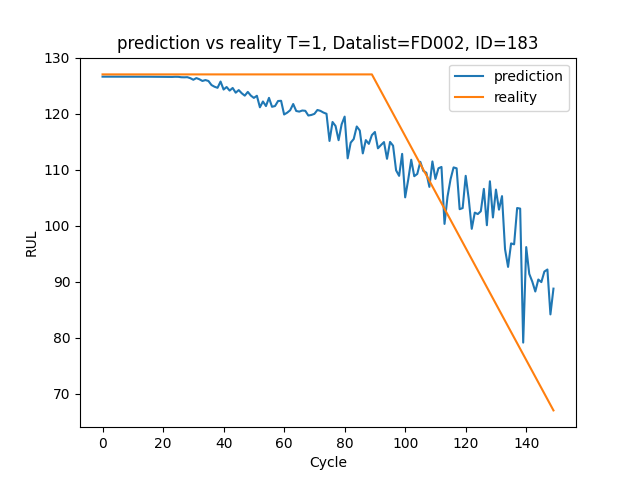 prediction vs reality T=1, Datalist=FD002, ID=183
prediction
reality
RUL
130
120
110
100
90
80
70
0 20 40 60 80 100 120 140
Cycle